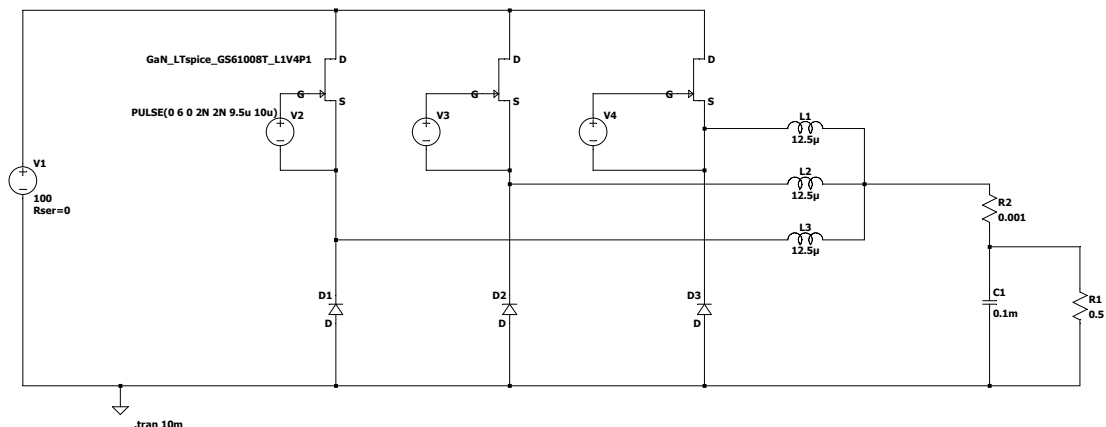 GaN_LTspice_GS61008T_L1V4P1
D
D
D
G
S
G
S
G
S
PULSE(0 6 0 2N 2N 9.5u 10u)
V2
V3
V4
L1
12.5µ
V1
100
Rser=0
L2
12.5µ
R2
0.001
L3
12.5µ
D1
D
D2
D
D3
D
C1
0.1m
R1
0.5
.tran 10m